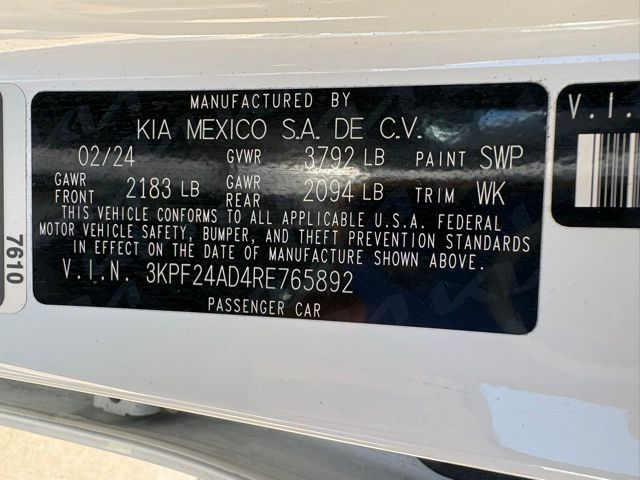 MANUFACTURED BY
KIA MEXICO S.A. DE C.V.
02/24 GVWR 3792 LB PAINT SWP
GAWR FRONT 2183 LB GAWR REAR 2094 LB TRIM WK
THIS VEHICLE CONFORMS TO ALL APPLICABLE U.S.A. FEDERAL
MOTOR VEHICLE SAFETY, BUMPER, AND THEFT PREVENTION STANDARDS
IN EFFECT ON THE DATE OF MANUFACTURE SHOWN ABOVE.
V.I.N. 3KPF24AD4RE765892
PASSENGER CAR
7610
V.I.